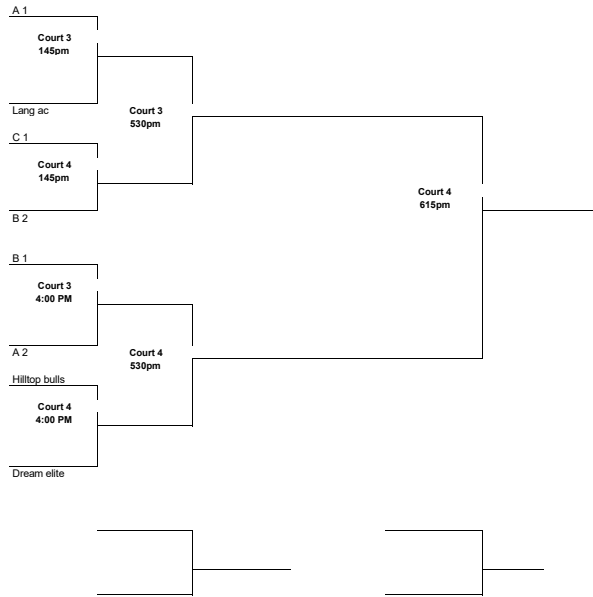 A 1
Court 3
145pm
Lang ac
Court 3
530pm
C 1
Court 4
145pm
B 2
Court 4
615pm
B 1
Court 3
4:00 PM
A 2
Court 4
530pm
Hilltop bulls
Court 4
4:00 PM
Dream elite